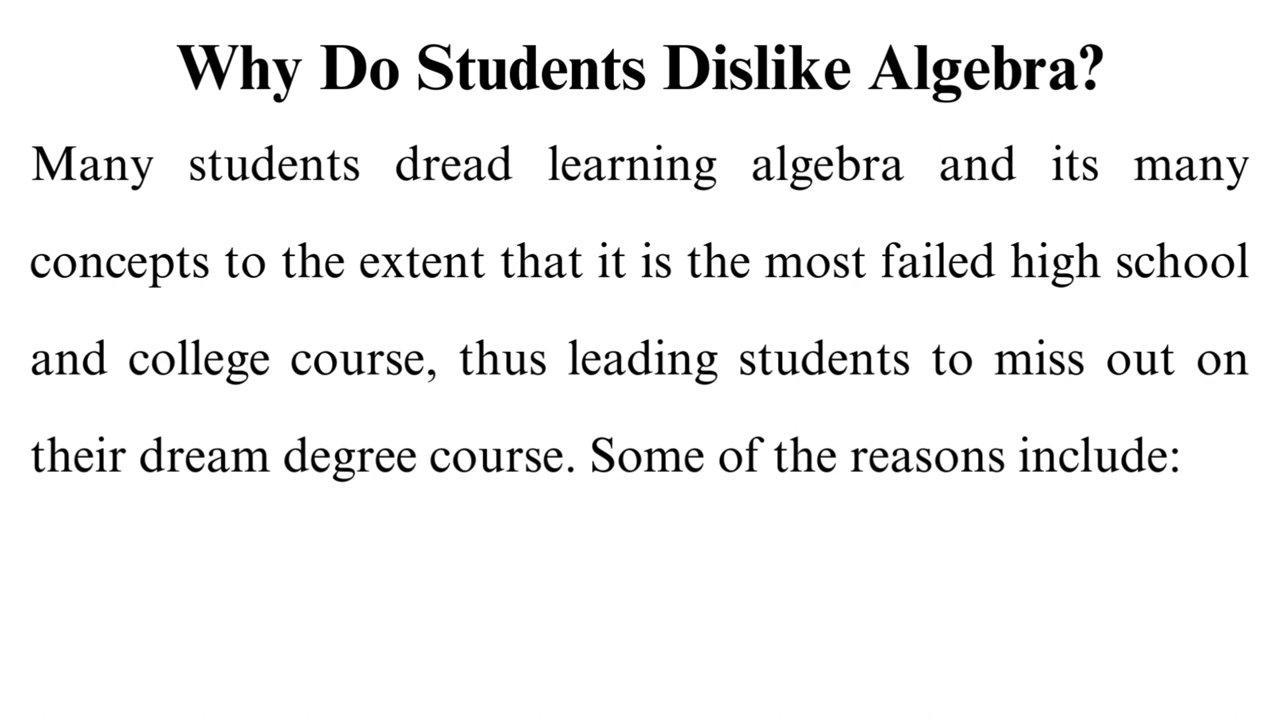 Why Do Students Dislike Algebra?
Many students dread learning algebra and its many
concepts to the extent that it is the most failed high school
and college course, thus leading students to miss out on
their dream degree course. Some of the reasons include: